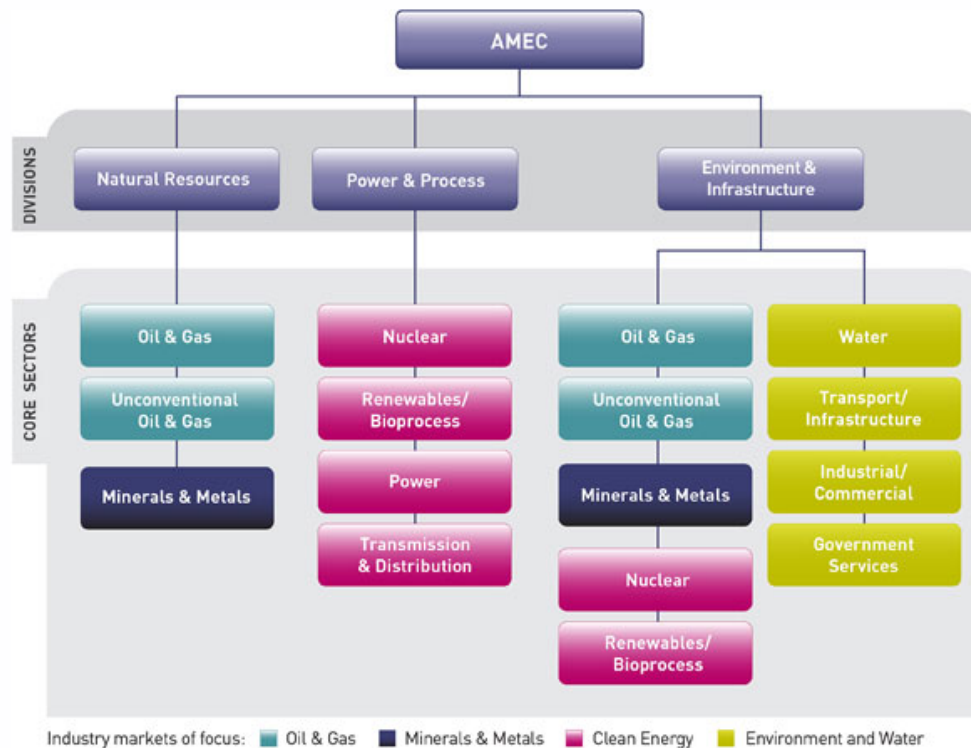 AMEC
DIVISIONS
Natural Resources
Power & Process
Environment &
Infrastructure
CORE SECTORS
Oil & Gas
Unconventional
Oil & Gas
Minerals & Metals
Nuclear
Renewables/
Bioprocess
Power
Transmission
& Distribution
Oil & Gas
Unconventional
Oil & Gas
Minerals & Metals
Nuclear
Renewables/
Bioprocess
Water
Transport/
Infrastructure
Industrial/
Commercial
Government
Services
Industry markets of focus: Oil & Gas Minerals & Metals Clean Energy Environment and Water